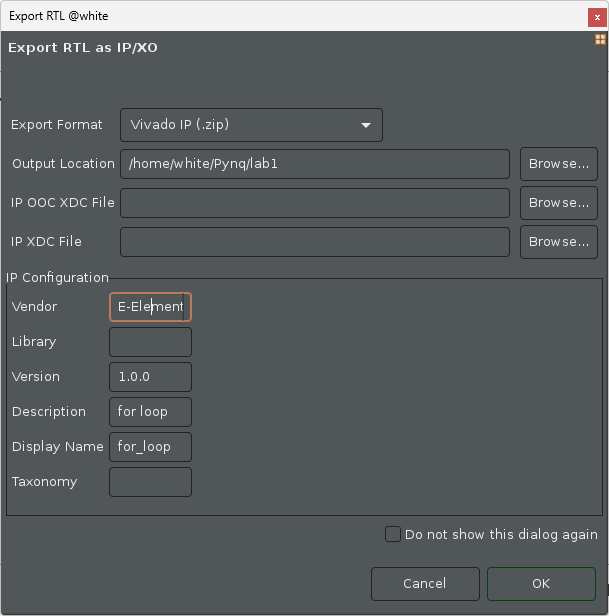 Export RTL @white
x
Export RTL as IP/XO
Export Format Vivado IP (.zip)
Output Location /home/white/Pynq/lab1 Browse...
IP OOC XDC File Browse...
IP XDC File Browse...
IP Configuration
Vendor E-Element
Library
Version 1.0.0
Description for loop
Display Name for_loop
Taxonomy
Do not show this dialog again
Cancel OK